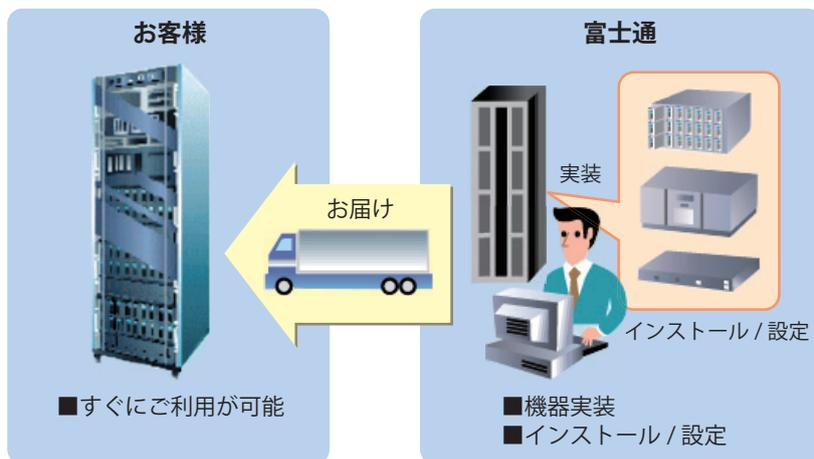 お客様
富士通
実装
お届け
インストール / 設定
■すぐにご利用が可能
■機器実装
■インストール / 設定